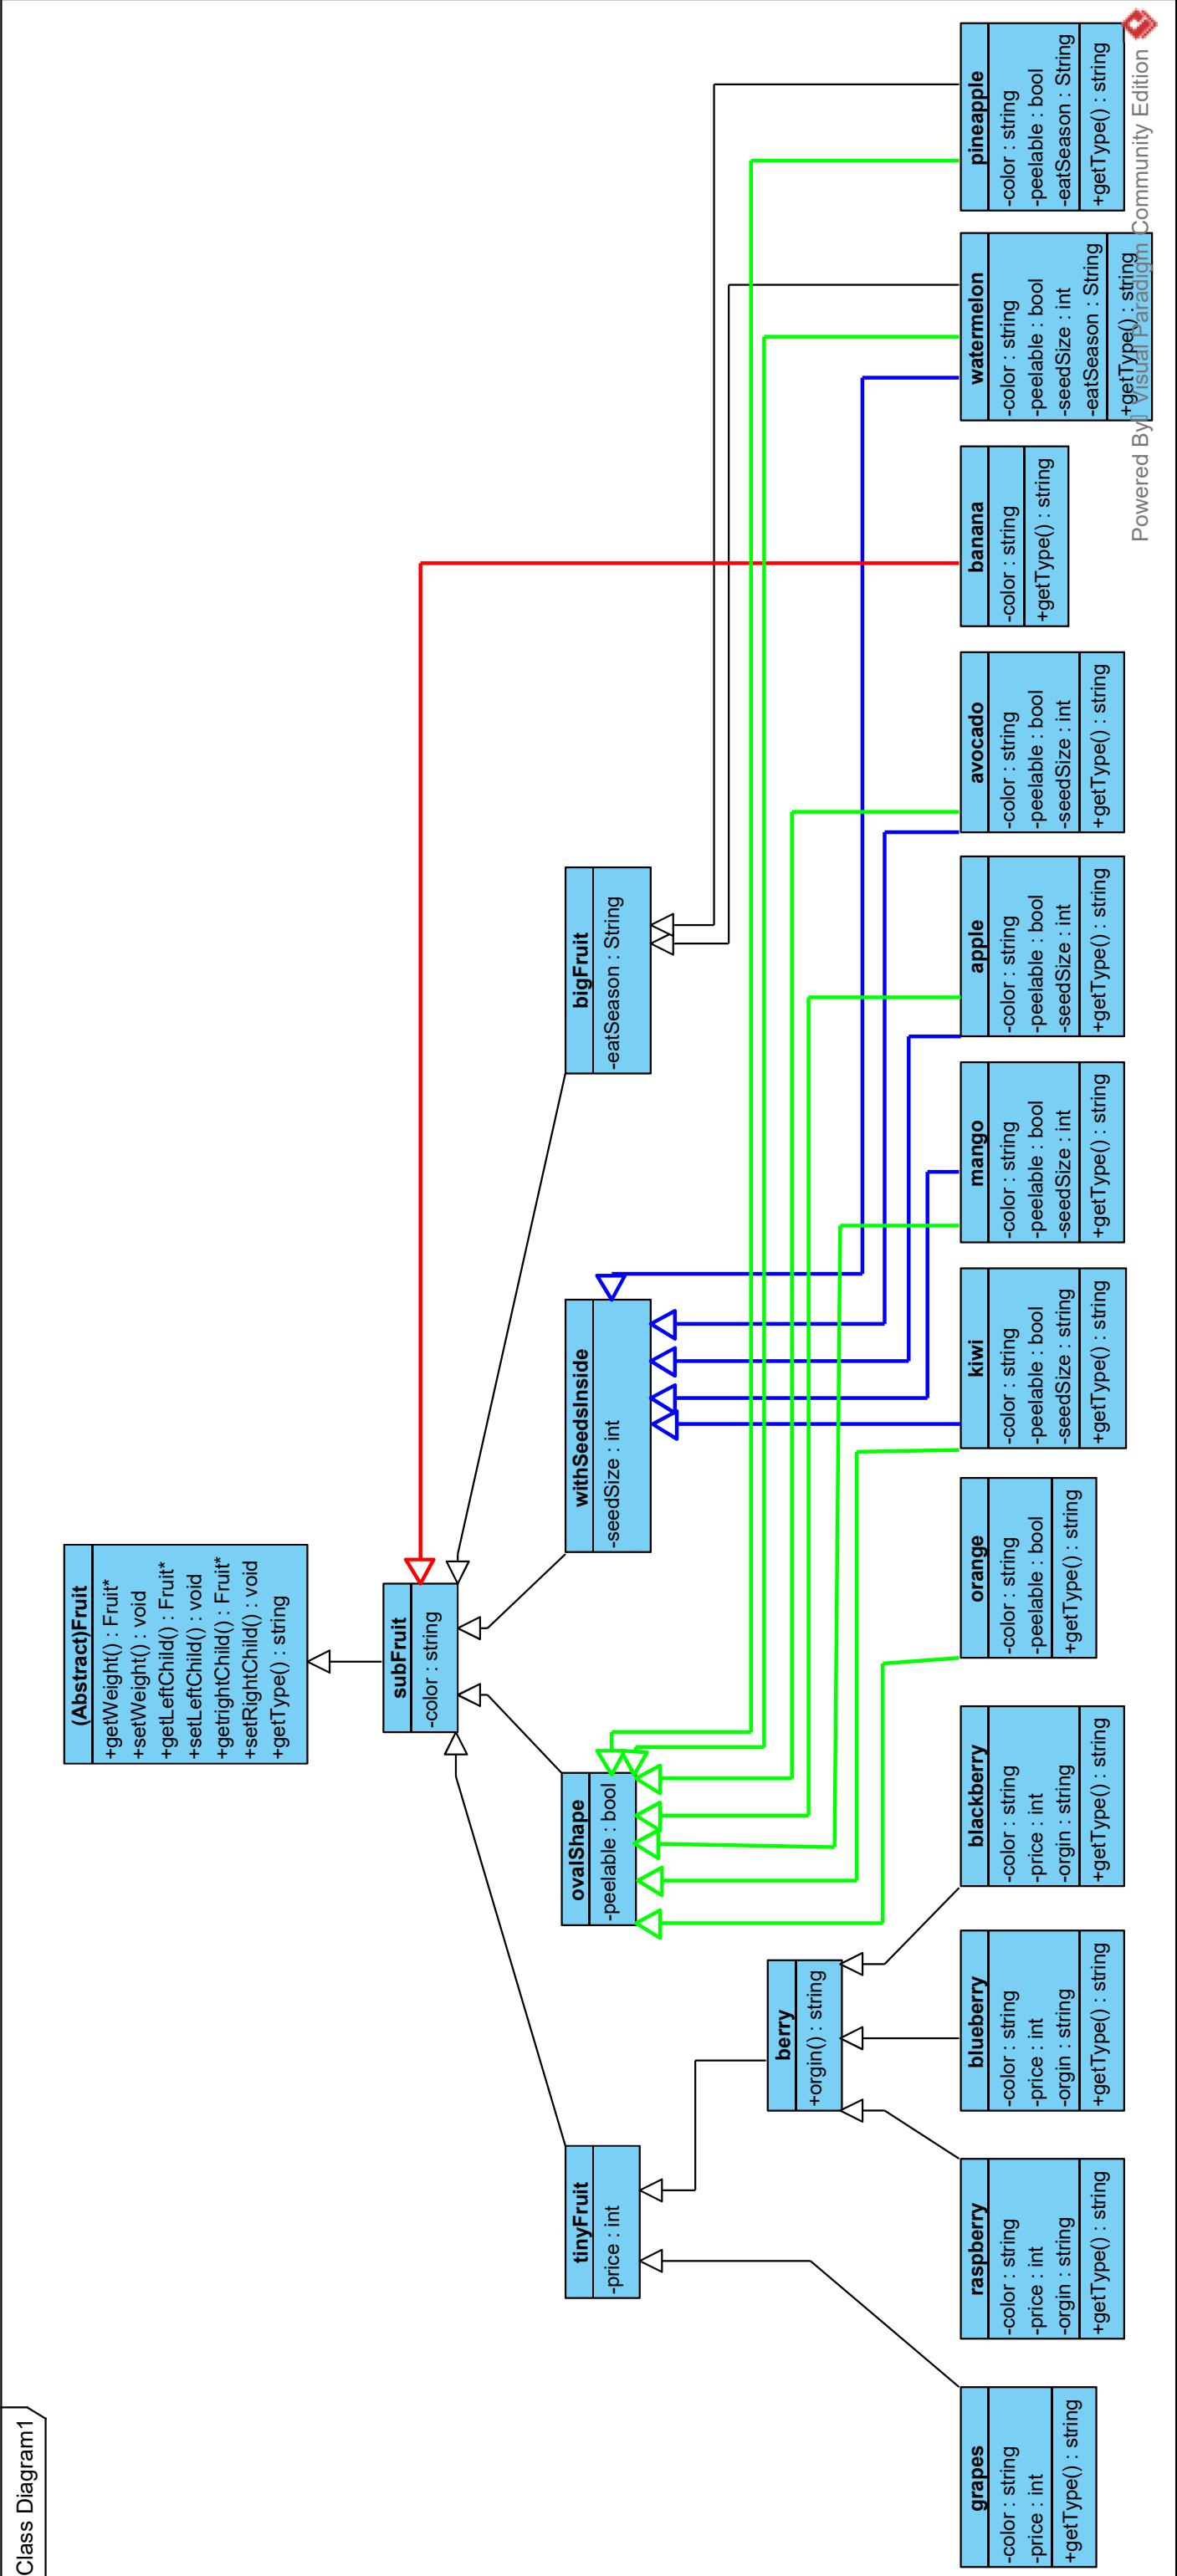 Class Diagram1
(Abstract)Fruit
+getWeight() : Fruit*
+setWeight() : void
+getLeftChild() : Fruit*
+setLeftChild() : void
+getrightChild() : Fruit*
+setRightChild() : void
+getType() : string
subFruit
-color : string
tinyFruit
-price : int
ovalShape
-peelable : bool
withSeedsInside
-seedSize : int
bigFruit
-eatSeason : String
berry
+orgin() : string
grapes
-color : string
-price : int
+getType() : string
raspberry
-color : string
-price : int
-orgin : string
+getType() : string
blueberry
-color : string
-price : int
-orgin : string
+getType() : string
blackberry
-color : string
-price : int
-orgin : string
+getType() : string
orange
-color : string
-peelable : bool
+getType() : string
kiwi
-color : string
-peelable : bool
-seedSize : string
+getType() : string
mango
-color : string
-peelable : bool
-seedSize : int
+getType() : string
apple
-color : string
-peelable : bool
-seedSize : int
+getType() : string
avocado
-color : string
-peelable : bool
-seedSize : int
+getType() : string
banana
-color : string
+getType() : string
watermelon
-color : string
-peelable : bool
-seedSize : int
-eatSeason : String
+getType() : string
pineapple
-color : string
-peelable : bool
-eatSeason : String
+getType() : string
Powered By Visual Paradigm Community Edition